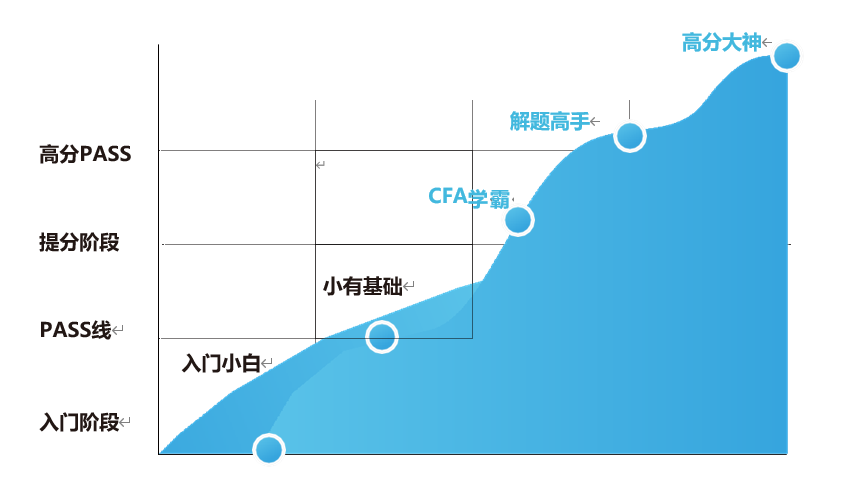 高分大神
解题高手
高分PASS
CFA学霸
提分阶段
小有基础
PASS线
入门小白
入门阶段